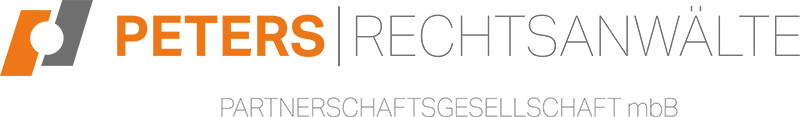 PETERS | RECHTSANWÄLTE
PARTNERSCHAFTSGESELLSCHAFT mbB